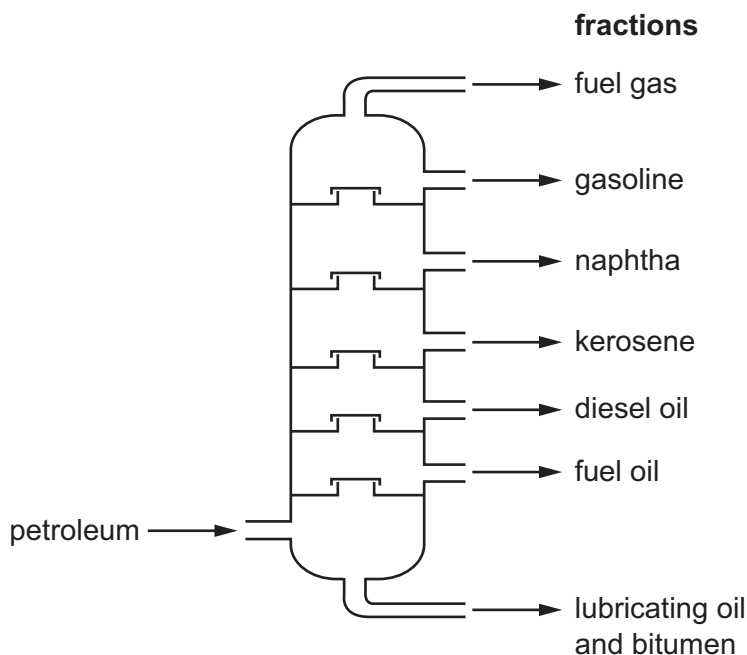 fractions
fuel gas
gasoline
naphtha
kerosene
diesel oil
fuel oil
petroleum
lubricating oil
and bitumen